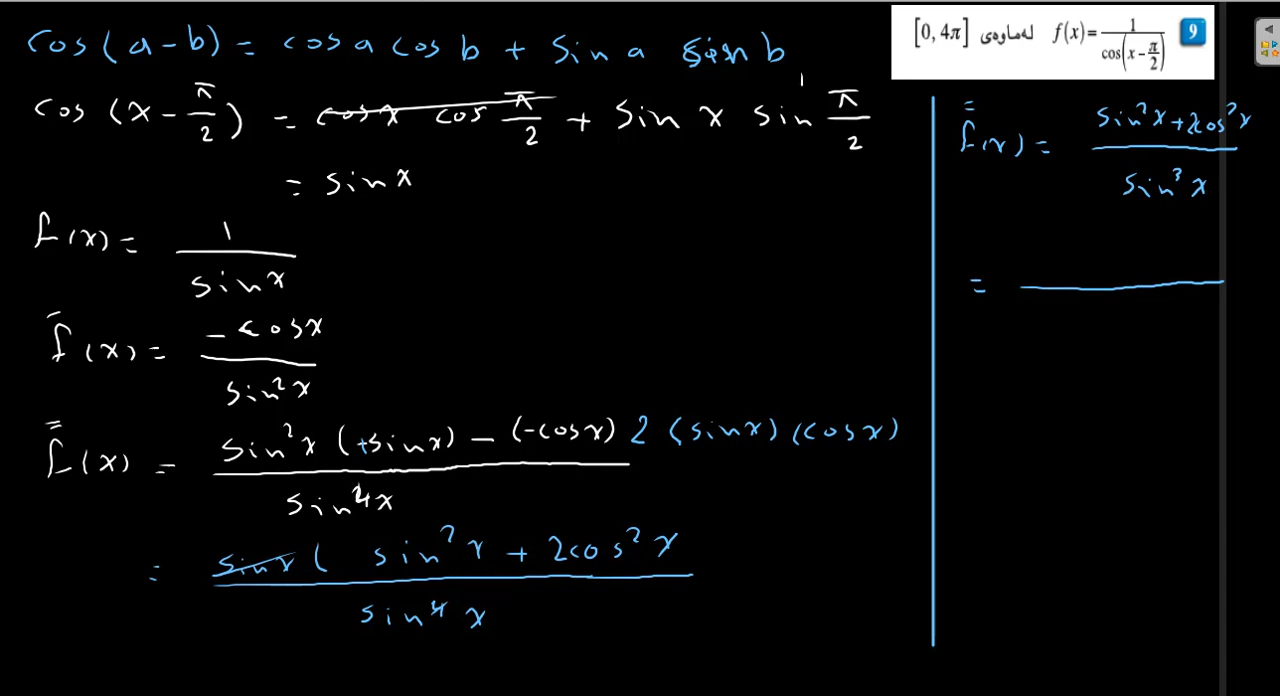 cos(a-b) = cos a cos b + sin a sin b
cos(x - π/2) = cos x cos π/2 + sin x sin π/2
1
= sin x
f(x) = 1 / sin x
f̄(x) = -cos x / sin²x
f̿(x) = sin²x (+sin x) - (-cos x) 2 (sin x) (cos x) / sin⁴x
= sin x ( sin²x + 2cos²x / sin⁴x
[0, 4π] لەماوەی f(x) = 1 / cos(x - π/2) 9
f̿(x) = sin²x + 2cos²x / sin³x
=